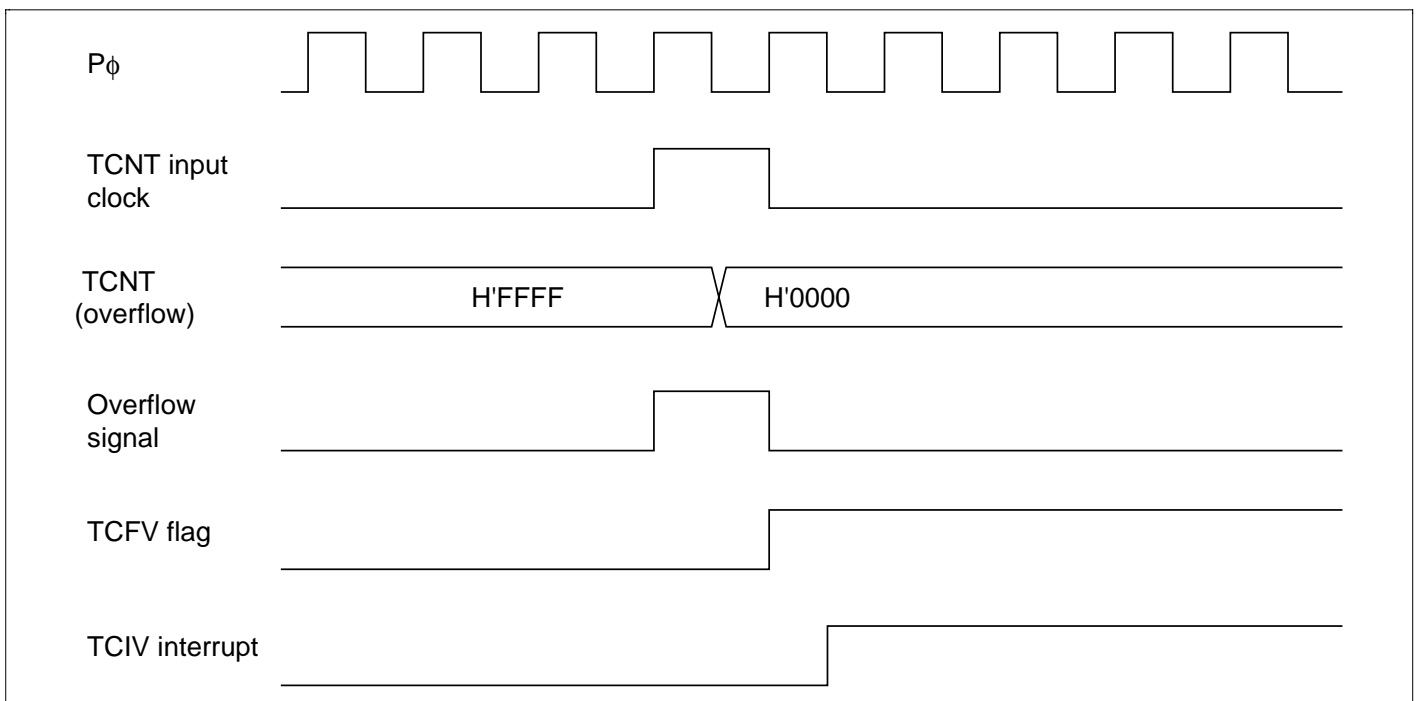 Pϕ
TCNT input
clock
TCNT
(overflow)
H'FFFF
H'0000
Overflow
signal
TCFV flag
TCIV interrupt